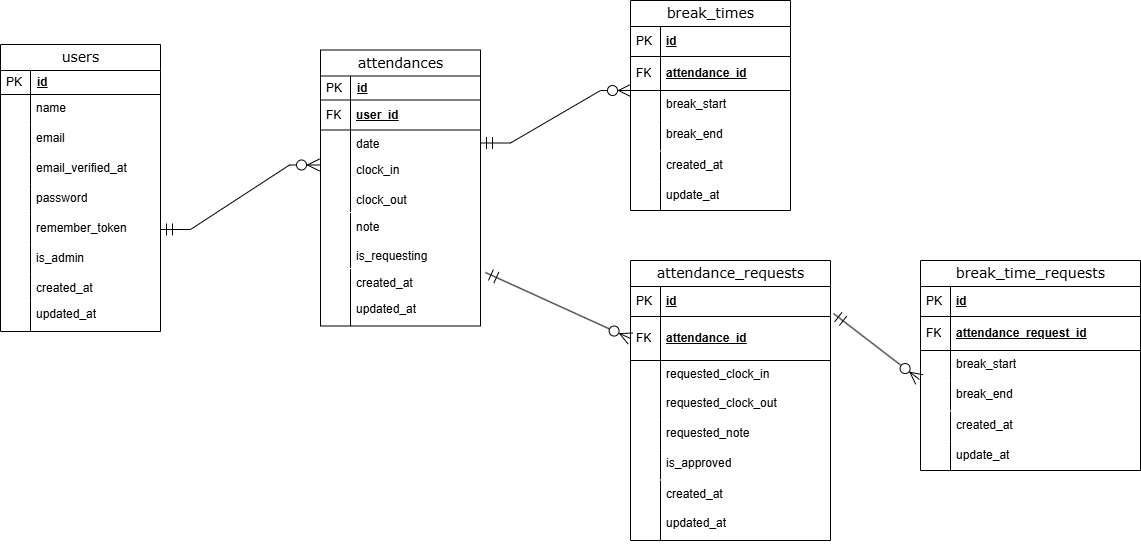 users
PK id
name
email
email_verified_at
password
remember_token
is_admin
created_at
updated_at
attendances
PK id
FK user_id
date
clock_in
clock_out
note
is_requesting
created_at
updated_at
break_times
PK id
FK attendance_id
break_start
break_end
created_at
update_at
attendance_requests
PK id
FK attendance_id
requested_clock_in
requested_clock_out
requested_note
is_approved
created_at
updated_at
break_time_requests
PK id
FK attendance_request_id
break_start
break_end
created_at
update_at